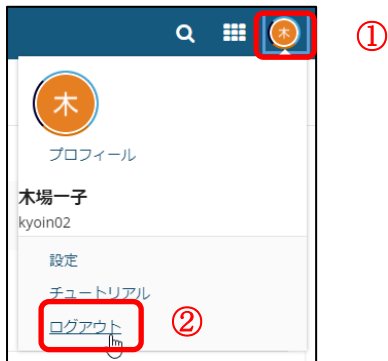 木 ①
木
プロフィール
木場一子
kyoin02
設定
チュートリアル
ログアウト ②